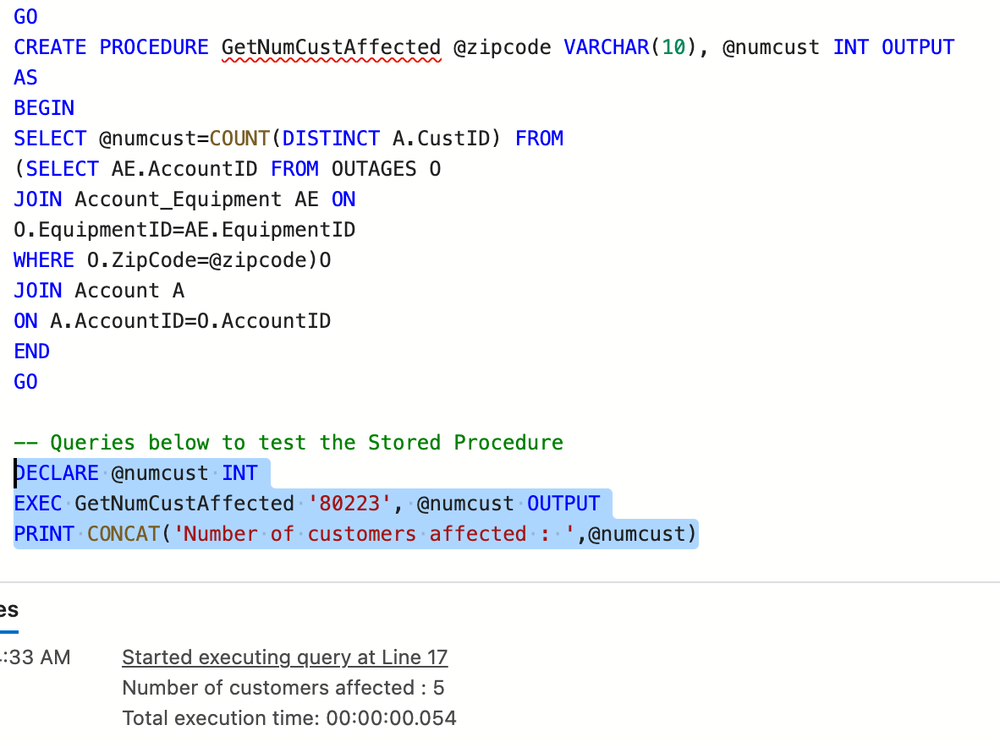 GO
CREATE PROCEDURE GetNumCustAffected @zipcode VARCHAR(10), @numcust INT OUTPUT
AS
BEGIN
SELECT @numcust=COUNT(DISTINCT A.CustID) FROM
(SELECT AE.AccountID FROM OUTAGES O
JOIN Account_Equipment AE ON
O.EquipmentID=AE.EquipmentID
WHERE O.ZipCode=@zipcode)O
JOIN Account A
ON A.AccountID=O.AccountID
END
GO
-- Queries below to test the Stored Procedure
DECLARE @numcust INT
EXEC GetNumCustAffected '80223', @numcust OUTPUT
PRINT CONCAT('Number of customers affected : ',@numcust)
es
:33 AM Started executing query at Line 17
Number of customers affected : 5
Total execution time: 00:00:00.054